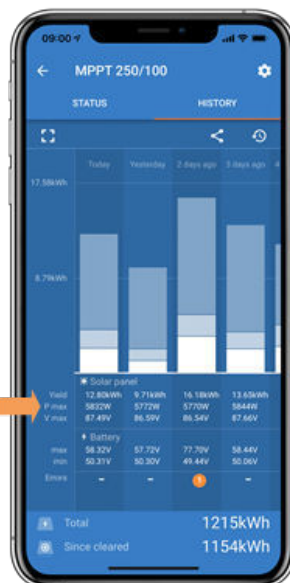 09:00
MPPT 250/100
STATUS HISTORY
Today Yesterday 2 days ago 3 days ago 4
17.58kWh
8.79kWh
Solar panel
Yield 12.80kWh 9.71kWh 16.18kWh 13.65kWh
P max 5832W 5772W 5770W 5844W
V max 87.49V 86.59V 86.54V 87.66V
Battery
max 58.32V 57.72V 77.70V 58.44V
min 50.31V 50.30V 49.44V 50.06V
Errors - - 1 -
Total 1215kWh
Since cleared 1154kWh